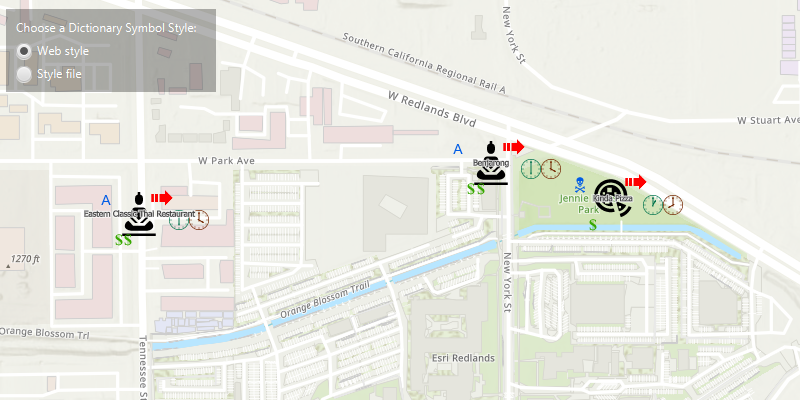 Choose a Dictionary Symbol Style:
Web style
Style file
New York St
Southern California Regional Rail A
W Redlands Blvd
W Stuart Ave
W Park Ave
A
Benjarong
$$
Jennie
Park
Kinda Pizza
$
A
Eastern Classic Thai Restaurant
$$
1270 ft
Orange Blossom Trail
Orange Blossom Trl
New York St
Tennessee St
Esri Redlands